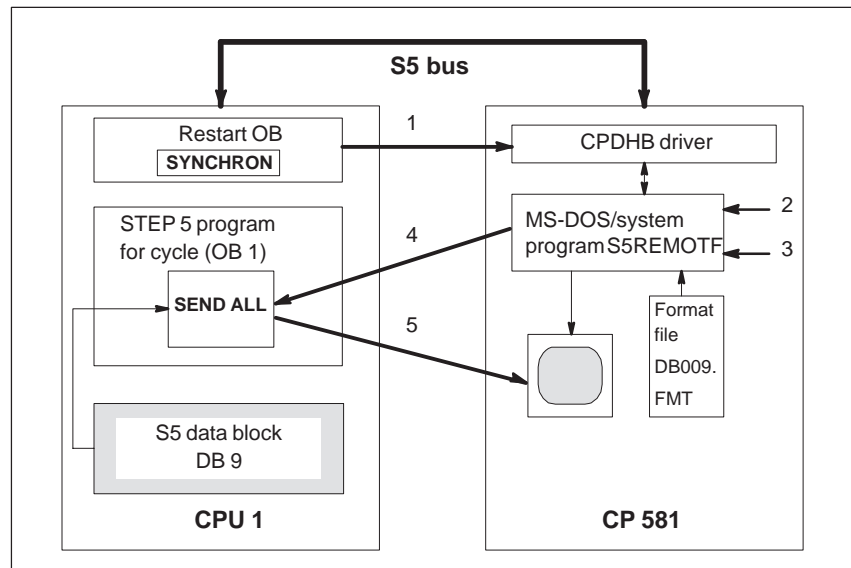 S5 bus
Restart OB
SYNCHRON
1
CPDHB driver
STEP 5 program
for cycle (OB 1)
SEND ALL
4
MS-DOS/system
program S5REMOTF
2
3
5
Format
file
DB009.
FMT
S5 data block
DB 9
CPU 1
CP 581